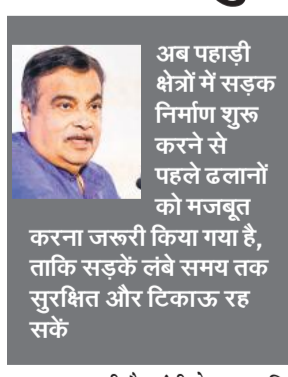 अब पहाड़ी
क्षेत्रों में सड़क
निर्माण शुरू
करने से
पहले ढलानों
को मजबूत
करना जरूरी किया गया है,
ताकि सड़कें लंबे समय तक
सुरक्षित और टिकाऊ रह
सकें